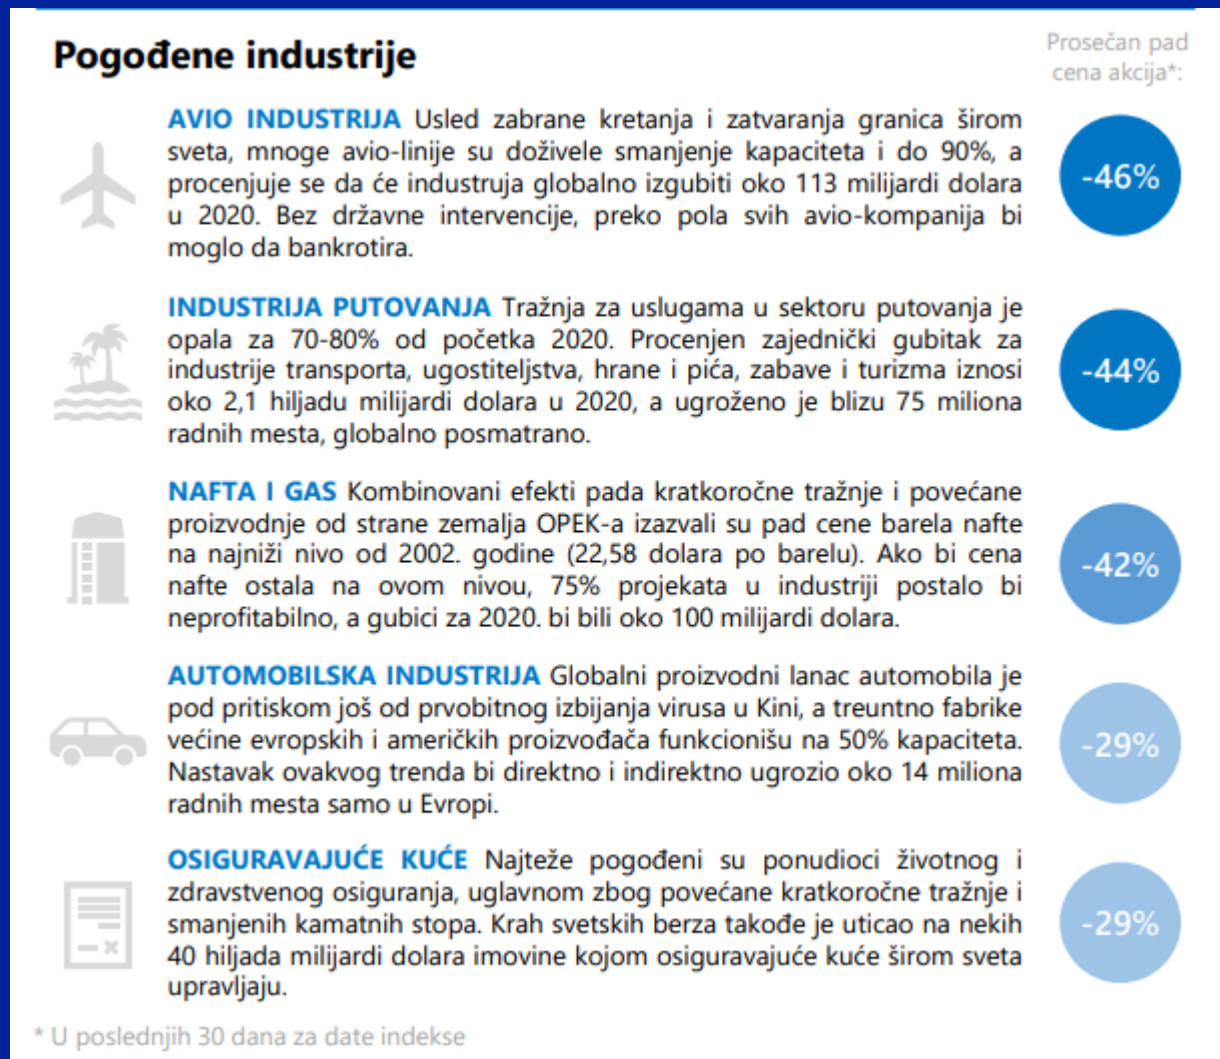 Pogođene industrije
Prosečan pad
cena akcija*:
AVIO INDUSTRIJA Usled zabrane kretanja i zatvaranja granica širom
sveta, mnoge avio-linije su doživele smanjenje kapaciteta i do 90%, a
procenjuje se da će industruja globalno izgubiti oko 113 milijardi dolara
u 2020. Bez državne intervencije, preko pola svih avio-kompanija bi
moglo da bankrotira.
-46%
INDUSTRIJA PUTOVANJA Tražnja za uslugama u sektoru putovanja je
opala za 70-80% od početka 2020. Procenjen zajednički gubitak za
industrije transporta, ugostiteljstva, hrane i pića, zabave i turizma iznosi
oko 2,1 hiljadu milijardi dolara u 2020, a ugroženo je blizu 75 miliona
radnih mesta, globalno posmatrano.
-44%
NAFTA I GAS Kombinovani efekti pada kratkoročne tražnje i povećane
proizvodnje od strane zemalja OPEK-a izazvali su pad cene barela nafte
na najniži nivo od 2002. godine (22,58 dolara po barelu). Ako bi cena
nafte ostala na ovom nivou, 75% projekata u industriji postalo bi
neprofitabilno, a gubici za 2020. bi bili oko 100 milijardi dolara.
-42%
AUTOMOBILSKA INDUSTRIJA Globalni proizvodni lanac automobila je
pod pritiskom još od prvobitnog izbijanja virusa u Kini, a treuntno fabrike
većine evropskih i američkih proizvođača funkcionišu na 50% kapaciteta.
Nastavak ovakvog trenda bi direktno i indirektno ugrozio oko 14 miliona
radnih mesta samo u Evropi.
-29%
OSIGURAVAJUĆE KUĆE Najteže pogođeni su ponudioci životnog i
zdravstvenog osiguranja, uglavnom zbog povećane kratkoročne tražnje i
smanjenih kamatnih stopa. Krah svetskih berza takođe je uticao na nekih
40 hiljada milijardi dolara imovine kojom osiguravajuće kuće širom sveta
upravljaju.
-29%
* U poslednjih 30 dana za date indekse